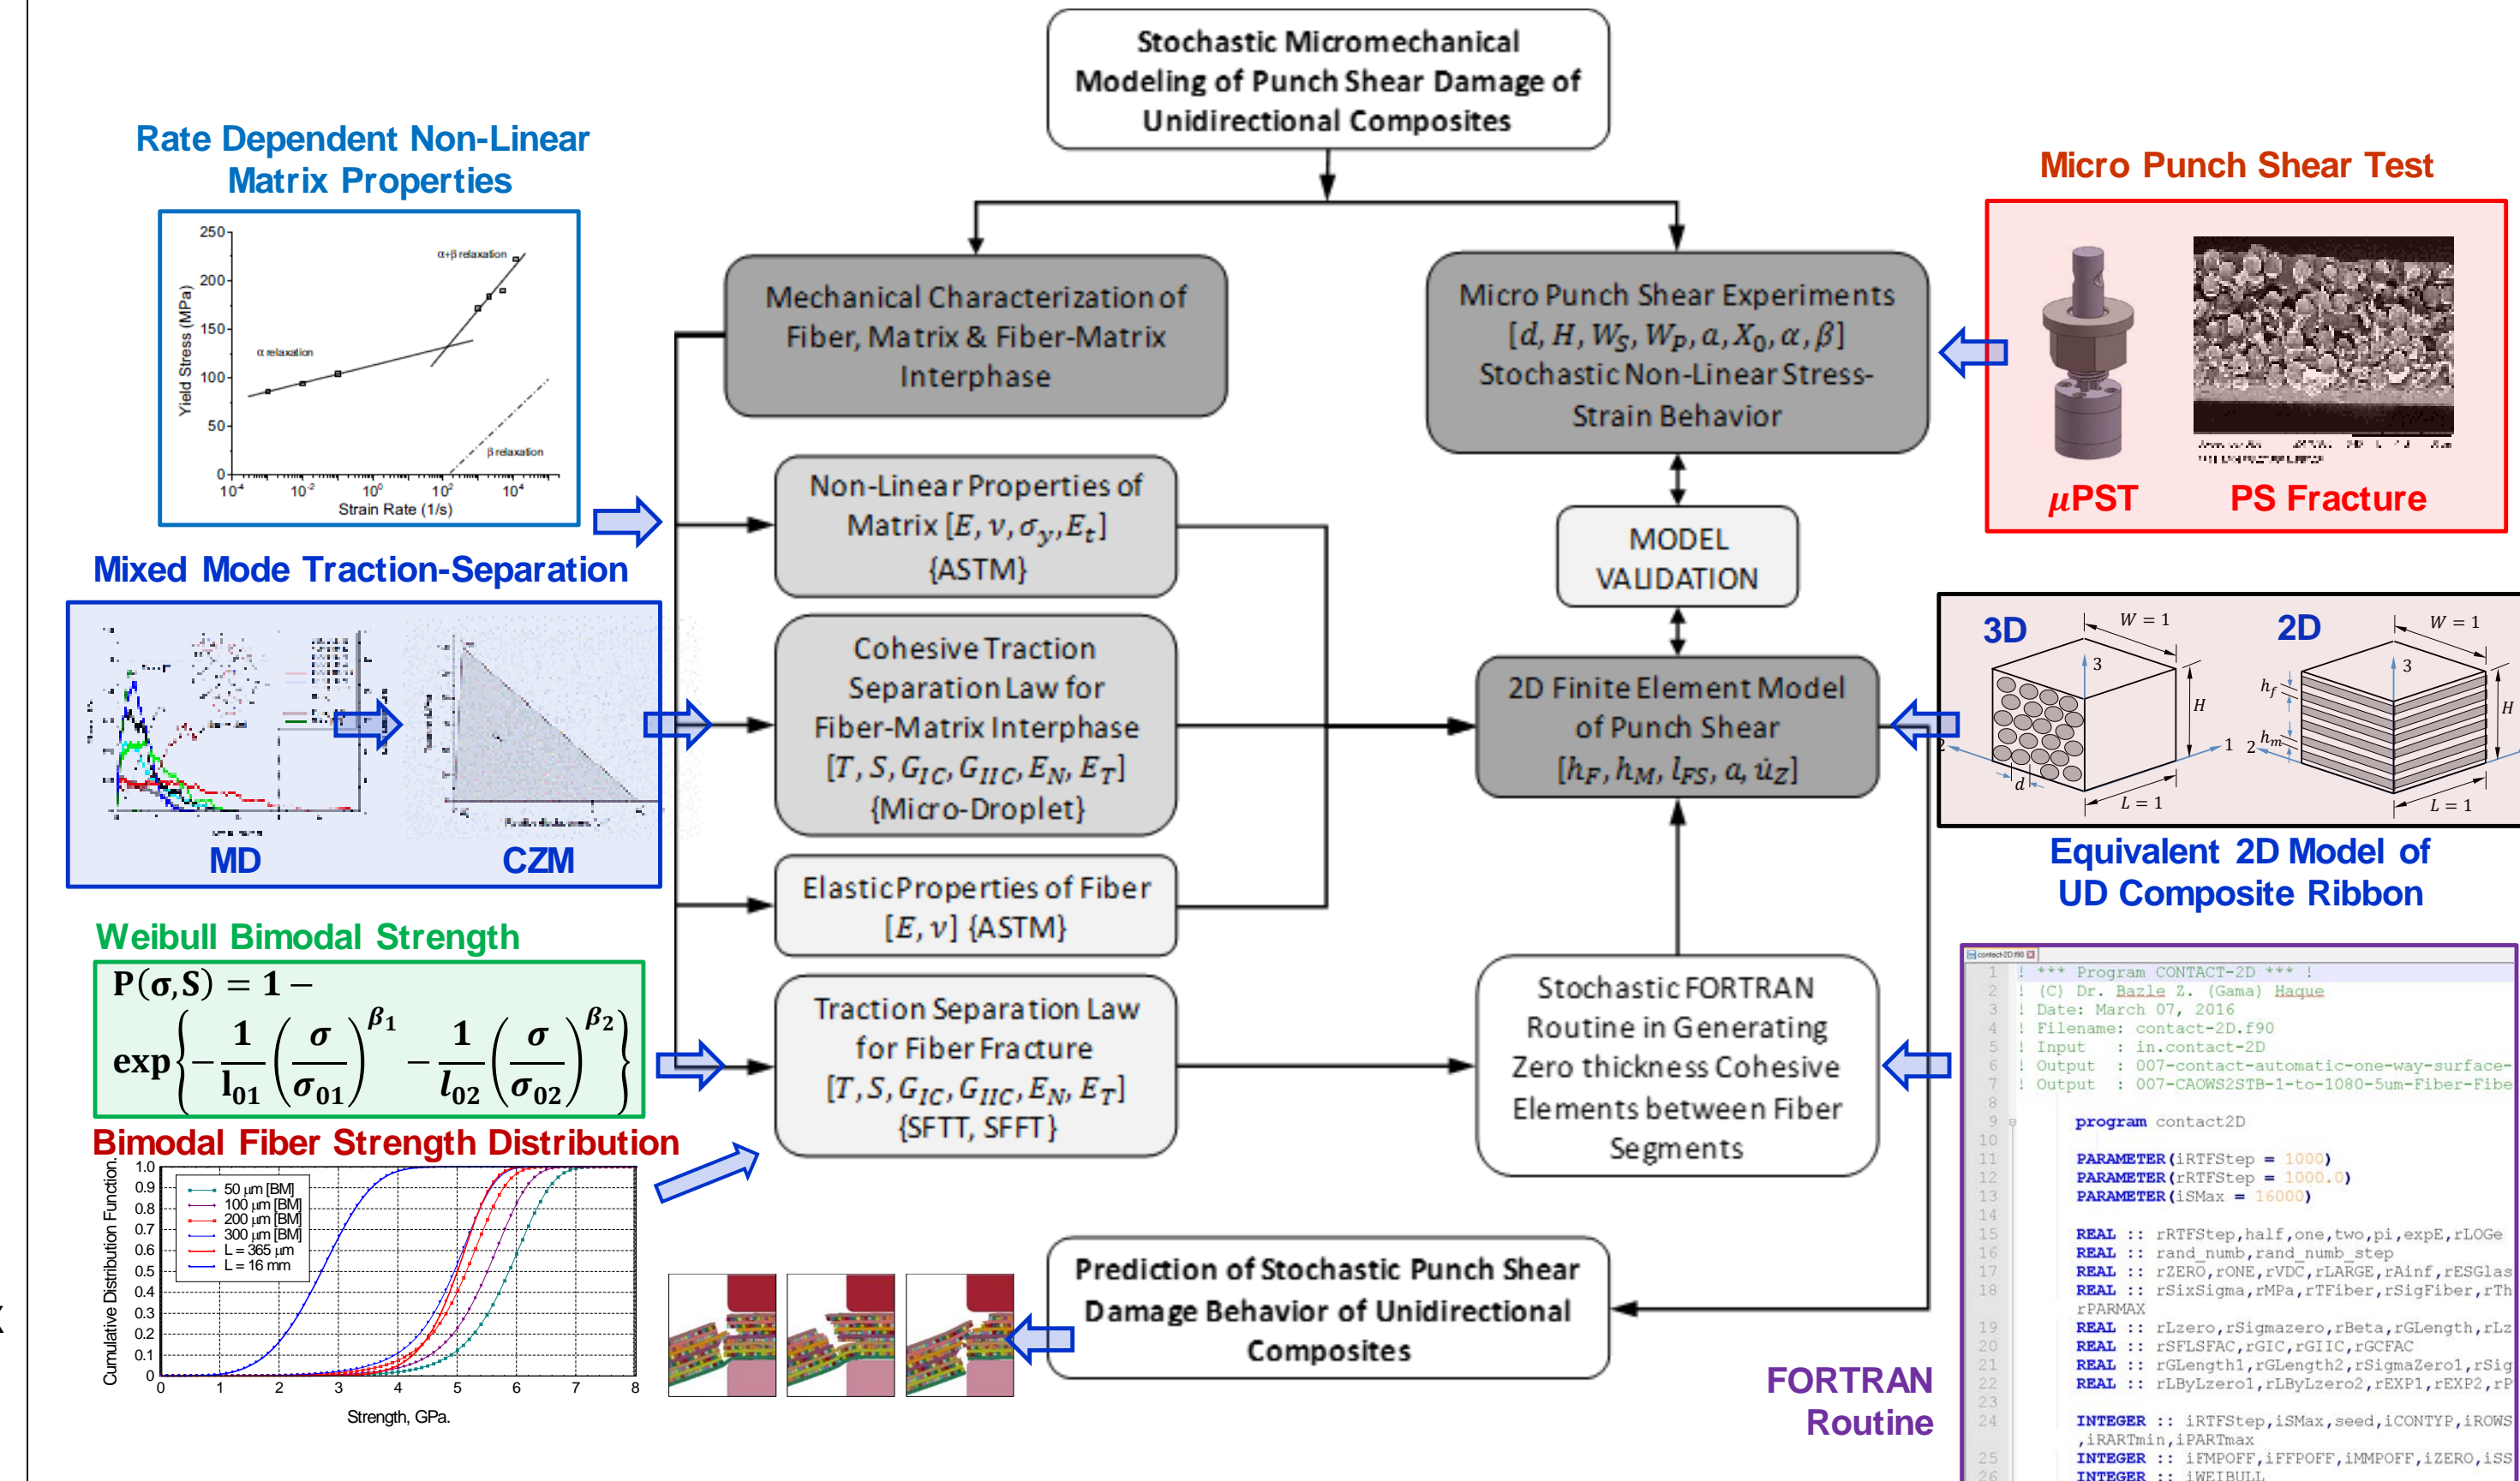 Stochastic Micromechanical
Modeling of Punch Shear Damage of
Unidirectional Composites
Rate Dependent Non-Linear
Matrix Properties
250
200
150
100
50
0
Yield Stress (MPa)
α+β relaxation
α relaxation
β relaxation
10⁻⁴ 10⁻² 10⁰ 10² 10⁴
Strain Rate (1/s)
Mechanical Characterization of
Fiber, Matrix & Fiber-Matrix
Interphase
Micro Punch Shear Experiments
[d, H, W_S, W_P, a, X_0, α, β]
Stochastic Non-Linear Stress-
Strain Behavior
Micro Punch Shear Test
μPST PS Fracture
Non-Linear Properties of
Matrix [E, ν, σ_y, E_t]
{ASTM}
MODEL
VALIDATION
Mixed Mode Traction-Separation
MD CZM
Cohesive Traction
Separation Law for
Fiber-Matrix Interphase
[T, S, G_IC, G_IIC, E_N, E_T]
{Micro-Droplet}
2D Finite Element Model
of Punch Shear
[h_F, h_M, l_FS, a, u̇_Z]
3D
W = 1
3
H
2
1
d
L = 1
2D
W = 1
3
h_f
H
h_m
2
L = 1
Equivalent 2D Model of
UD Composite Ribbon
Elastic Properties of Fiber
[E, ν] {ASTM}
Weibull Bimodal Strength
P(σ,S) = 1 −
exp{−1/l_01 (σ/σ_01)^β_1 − 1/l_02 (σ/σ_02)^β_2}
Traction Separation Law
for Fiber Fracture
[T, S, G_IC, G_IIC, E_N, E_T]
{SFTT, SFFT}
Stochastic FORTRAN
Routine in Generating
Zero thickness Cohesive
Elements between Fiber
Segments
Bimodal Fiber Strength Distribution
Cumulative Distribution Function.
1.0
0.9
0.8
0.7
0.6
0.5
0.4
0.3
0.2
0.1
0
50 μm [BM]
100 μm [BM]
200 μm [BM]
300 μm [BM]
L = 365 μm
L = 16 mm
0 1 2 3 4 5 6 7 8
Strength, GPa.
Prediction of Stochastic Punch Shear
Damage Behavior of Unidirectional
Composites
FORTRAN
Routine
contact-2D.f90
1 ! *** Program CONTACT-2D *** !
2 ! (C) Dr. Bazle Z. (Gama) Haque
3 ! Date: March 07, 2016
4 ! Filename: contact-2D.f90
5 ! Input : in.contact-2D
6 ! Output : 007-contact-automatic-one-way-surface-
7 ! Output : 007-CAOWS2STB-1-to-1080-5um-Fiber-Fibe
8
9 program contact2D
10
11 PARAMETER(iRTFStep = 1000)
12 PARAMETER(rRTFStep = 1000.0)
13 PARAMETER(iSMax = 16000)
14
15 REAL :: rRTFStep,half,one,two,pi,expE,rLOGe
16 REAL :: rand_numb,rand_numb_step
17 REAL :: rZERO,rONE,rVDC,rLARGE,rAinf,rESGlas
18 REAL :: rSixSigma,rMPa,rTFiber,rSigFiber,rTh
rPARMAX
19 REAL :: rLzero,rSigmazero,rBeta,rGLength,rLz
20 REAL :: rSFLSFAC,rGIC,rGIIC,rGCFAC
21 REAL :: rGLength1,rGLength2,rSigmaZero1,rSig
22 REAL :: rLByLzero1,rLByLzero2,rEXP1,rEXP2,rP
23
24 INTEGER :: iRTFStep,iSMax,seed,iCONTYP,iROWS
,iRARTmin,iPARTmax
25 INTEGER :: iFMPOFF,iFFPOFF,iMMPOFF,iZERO,iSS
26 INTEGER :: iWEIBULL